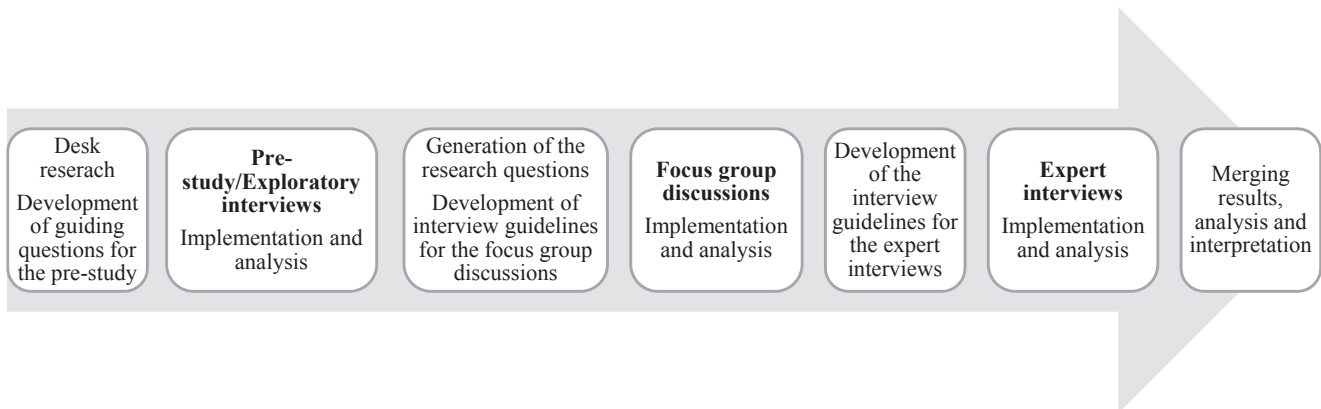 Desk
reserach
Development
of guiding
questions for
the pre-study
Pre-
study/Exploratory
interviews
Implementation and
analysis
Generation of the
research questions
Development of
interview guidelines
for the focus group
discussions
Focus group
discussions
Implementation
and analysis
Development
of the
interview
guidelines for
the expert
interviews
Expert
interviews
Implementation
and analysis
Merging
results,
analysis and
interpretation